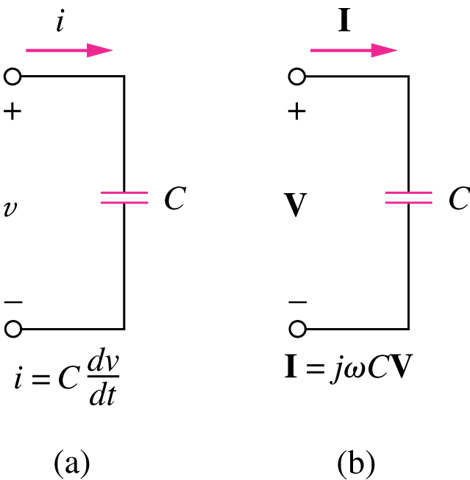 i
+
v
C
−
i = C dv/dt
(a)
I
+
V
C
−
I = jωCV
(b)